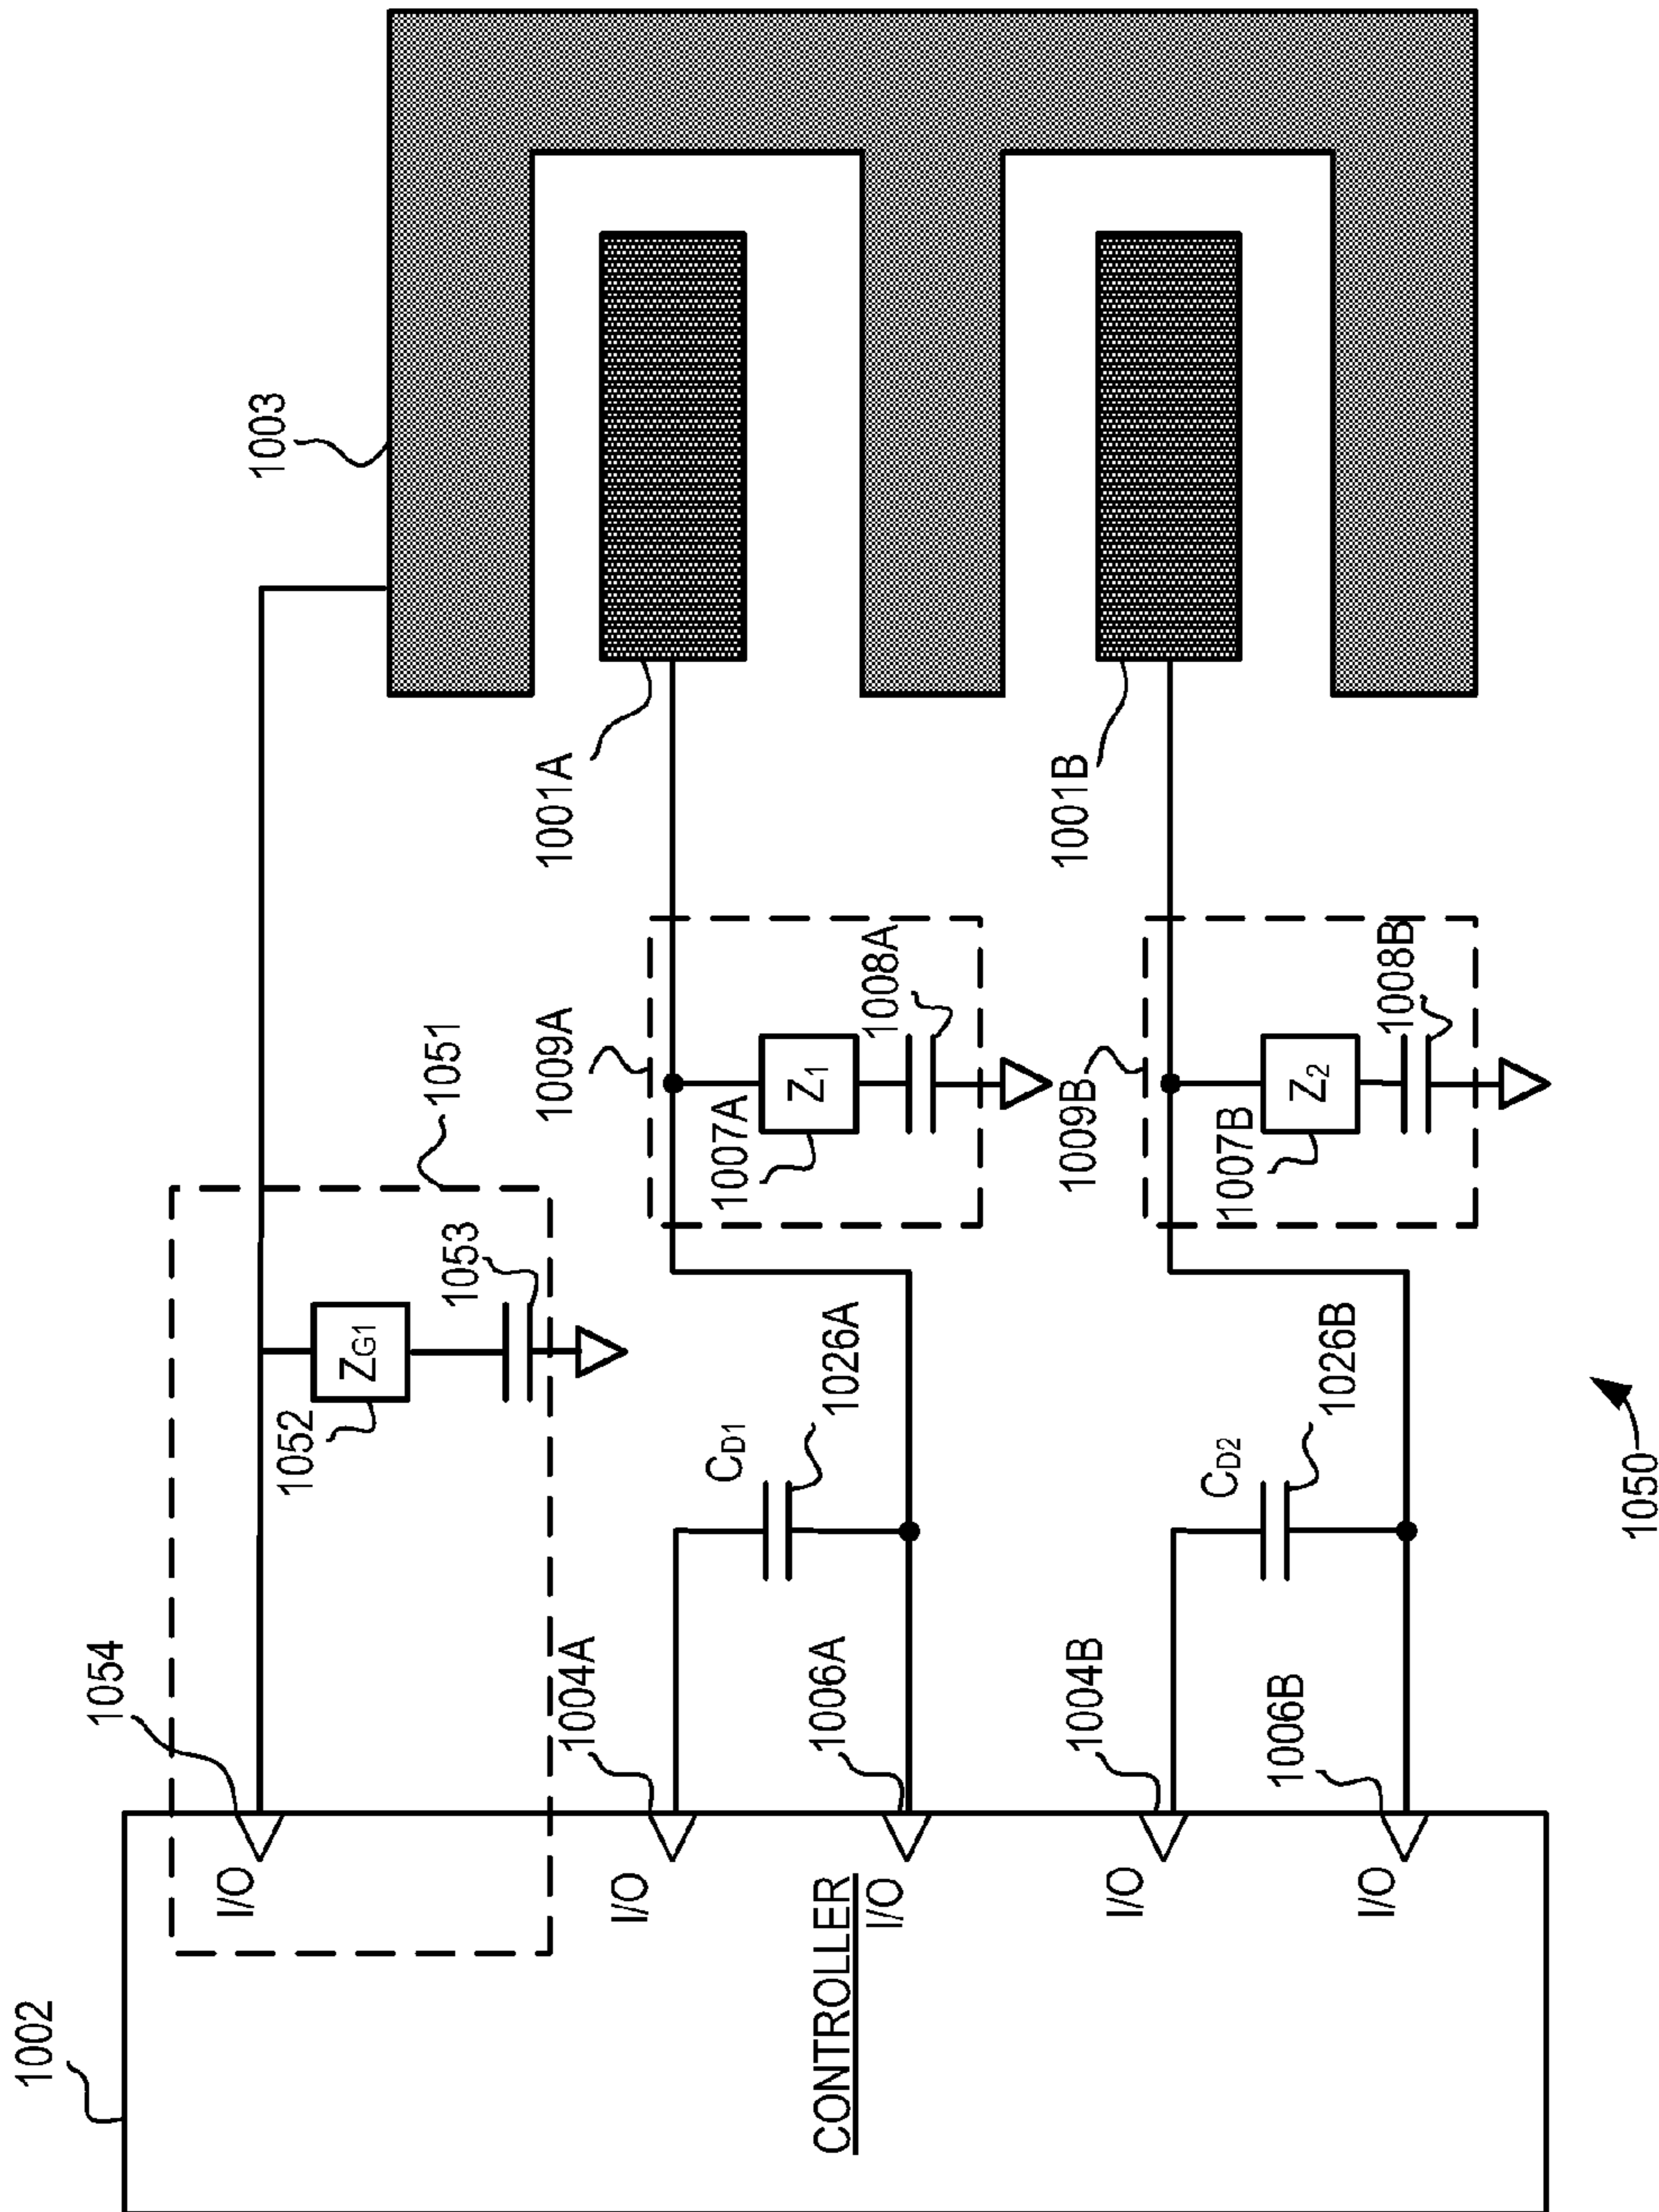 1002
CONTROLLER
I/O
I/O
I/O
I/O
I/O
1054
1004A
1006A
1004B
1006B
1052
ZG1
1053
1051
CD1
1026A
CD2
1026B
1009A
1007A
Z1
1008A
1009B
1007B
Z2
1008B
1001A
1001B
1003
1050